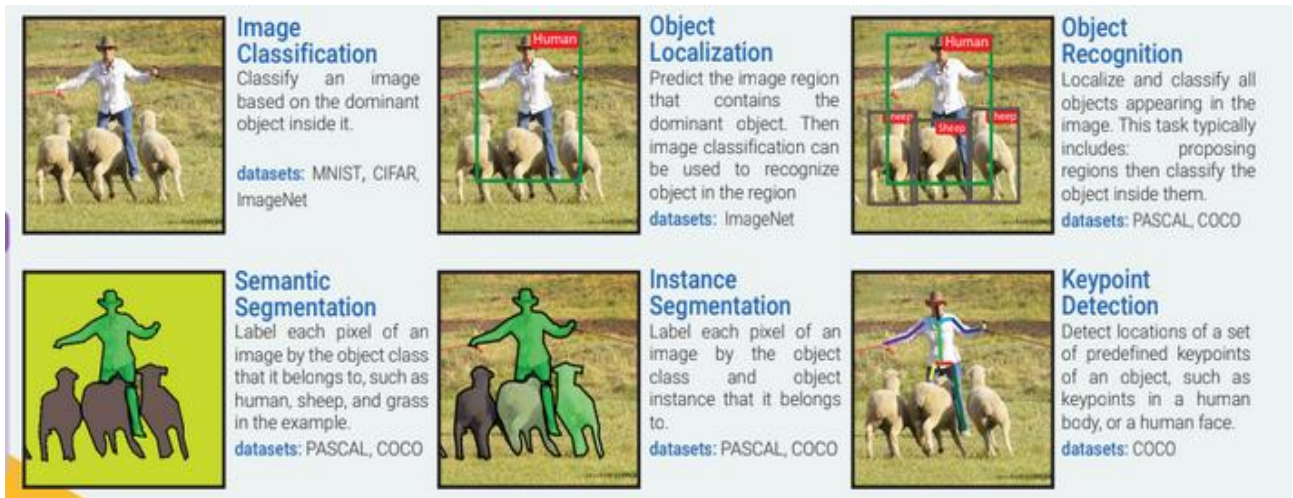 Image
Classification
Classify an image
based on the dominant
object inside it.
datasets: MNIST, CIFAR,
ImageNet
Human
Object
Localization
Predict the image region
that contains the
dominant object. Then
image classification can
be used to recognize
object in the region
datasets: ImageNet
Human
Sheep
Object
Recognition
Localize and classify all
objects appearing in the
image. This task typically
includes: proposing
regions then classify the
object inside them.
datasets: PASCAL, COCO
Semantic
Segmentation
Label each pixel of an
image by the object class
that it belongs to, such as
human, sheep, and grass
in the example.
datasets: PASCAL, COCO
Instance
Segmentation
Label each pixel of an
image by the object
class and object
instance that it belongs
to.
datasets: PASCAL, COCO
Keypoint
Detection
Detect locations of a set
of predefined keypoints
of an object, such as
keypoints in a human
body, or a human face.
datasets: COCO